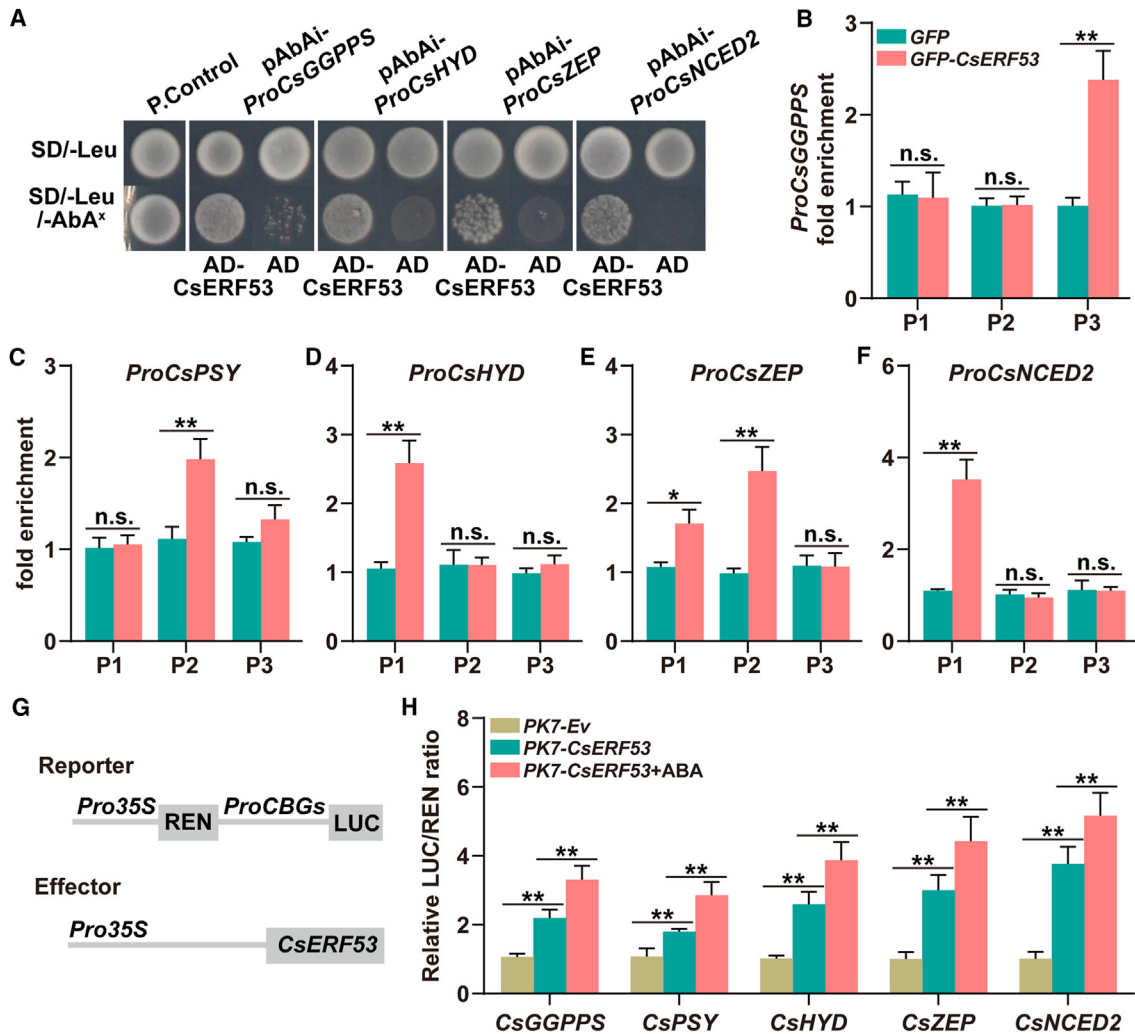 A
P.Control
pAbAi-
ProCsGGPPS
pAbAi-
ProCsHYD
pAbAi-
ProCsZEP
pAbAi-
ProCsNCED2
SD/-Leu
SD/-Leu
/-AbAˣ
AD-
CsERF53
AD
AD-
CsERF53
AD
AD-
CsERF53
AD
AD-
CsERF53
AD
B
ProCsGGPPS
fold enrichment
3
2
1
0
GFP
GFP-CsERF53
n.s.
n.s.
**
P1 P2 P3
C
ProCsPSY
fold enrichment
3
2
1
0
n.s.
**
n.s.
P1 P2 P3
D
ProCsHYD
4
3
2
1
0
**
n.s.
n.s.
P1 P2 P3
E
ProCsZEP
4
3
2
1
0
*
**
n.s.
P1 P2 P3
F
ProCsNCED2
6
4
2
0
**
n.s.
n.s.
P1 P2 P3
G
Reporter
Pro35S REN ProCBGs LUC
Effector
Pro35S CsERF53
H
Relative LUC/REN ratio
8
6
4
2
0
PK7-Ev
PK7-CsERF53
PK7-CsERF53+ABA
** **
** **
** **
** **
** **
CsGGPPS CsPSY CsHYD CsZEP CsNCED2